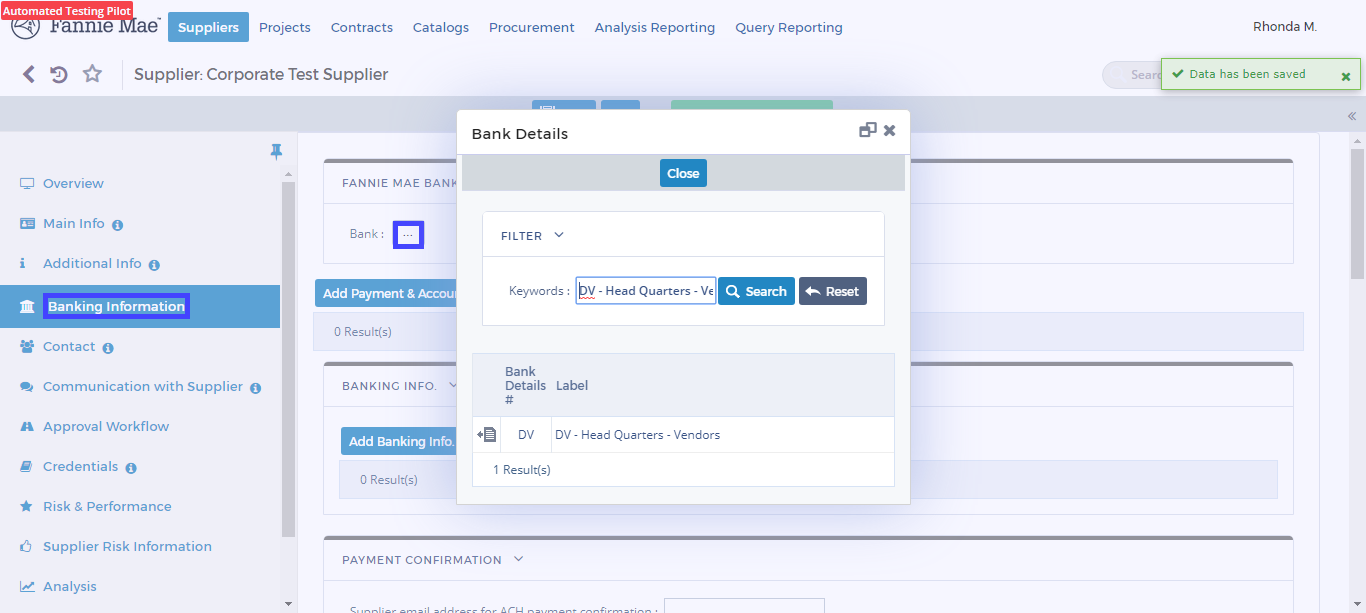 Automated Testing Pilot
Fannie Mae
Suppliers Projects Contracts Catalogs Procurement Analysis Reporting Query Reporting Rhonda M.
Supplier: Corporate Test Supplier
Data has been saved
Bank Details
Close
Overview
Main Info
Additional Info
Banking Information
Contact
Communication with Supplier
Approval Workflow
Credentials
Risk & Performance
Supplier Risk Information
Analysis
FANNIE MAE BANK
Bank : ...
Add Payment & Accou
0 Result(s)
BANKING INFO.
Add Banking Info.
0 Result(s)
FILTER
Keywords : DV - Head Quarters - Ve Search Reset
Bank Details # Label
DV DV - Head Quarters - Vendors
1 Result(s)
PAYMENT CONFIRMATION
Supplier email address for ACH payment confirmation :